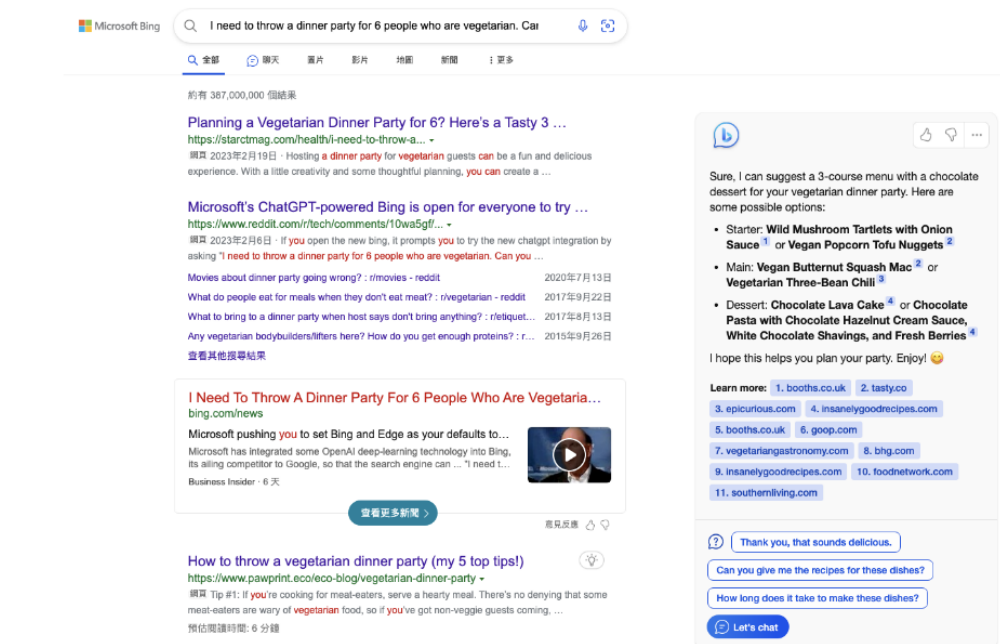 Microsoft Bing
I need to throw a dinner party for 6 people who are vegetarian. Can
全部
聊天
圖片
影片
地圖
新聞
更多
約有 387,000,000 個結果
Planning a Vegetarian Dinner Party for 6? Here's a Tasty 3 ...
https://starctmag.com/health/i-need-to-throw-a...
網頁 2023年2月19日 · Hosting a dinner party for vegetarian guests can be a fun and delicious
experience. With a little creativity and some thoughtful planning, you can create a ...
Microsoft's ChatGPT-powered Bing is open for everyone to try ...
https://www.reddit.com/r/tech/comments/10wa5gf/...
網頁 2023年2月6日 · If you open the new bing, it prompts you to try the new chatgpt integration by
asking "I need to throw a dinner party for 6 people who are vegetarian. Can you ...
Movies about dinner party going wrong? : r/movies - reddit
2020年7月13日
What do people eat for meals when they don't eat meat? : r/vegetarian - reddit
2017年9月22日
What to bring to a dinner party when host says don't bring anything? : r/etiquet...
2017年8月13日
Any vegetarian bodybuilders/lifters here? How do you get enough proteins? : r...
2015年9月26日
查看其他搜尋結果
I Need To Throw A Dinner Party For 6 People Who Are Vegetaria...
bing.com/news
Microsoft pushing you to set Bing and Edge as your defaults to...
Microsoft has integrated some OpenAI deep-learning technology into Bing,
its ailing competitor to Google, so that the search engine can ... "I need t...
Business Insider · 6 天
查看更多新聞
意見反應
How to throw a vegetarian dinner party (my 5 top tips!)
https://www.pawprint.eco/eco-blog/vegetarian-dinner-party
網頁 Tip #1: If you're cooking for meat-eaters, serve a hearty meal. There's no denying that some
meat-eaters are wary of vegetarian food, so if you've got non-veggie guests coming, ...
預估閱讀時間: 6 分鐘
Sure, I can suggest a 3-course menu with a chocolate
dessert for your vegetarian dinner party. Here are
some possible options:
• Starter: Wild Mushroom Tartlets with Onion
Sauce 1 or Vegan Popcorn Tofu Nuggets 2
• Main: Vegan Butternut Squash Mac 2 or
Vegetarian Three-Bean Chili 3
• Dessert: Chocolate Lava Cake 4 or Chocolate
Pasta with Chocolate Hazelnut Cream Sauce,
White Chocolate Shavings, and Fresh Berries 4
I hope this helps you plan your party. Enjoy! 😋
Learn more: 1. booths.co.uk 2. tasty.co
3. epicurious.com 4. insanelygoodrecipes.com
5. booths.co.uk 6. goop.com
7. vegetariangastronomy.com 8. bhg.com
9. insanelygoodrecipes.com 10. foodnetwork.com
11. southernliving.com
Thank you, that sounds delicious.
Can you give me the recipes for these dishes?
How long does it take to make these dishes?
Let's chat